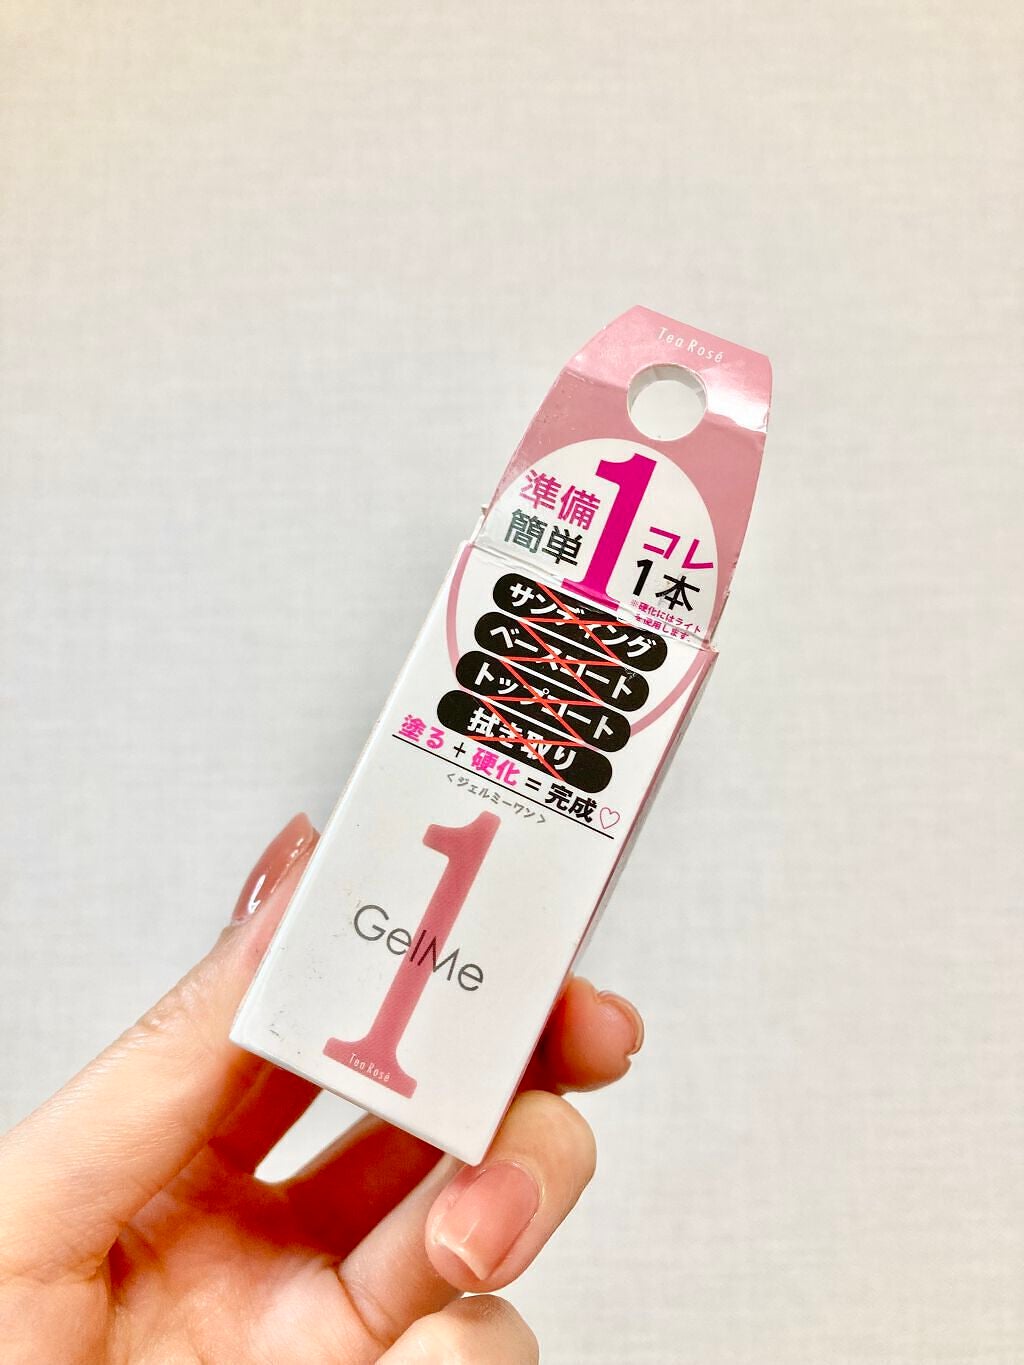 Tea Rosé
準備
簡単
1
コレ
1本
※硬化にはライト
を使用します。
サンディング
ベースコート
トップコート
拭き取り
塗る + 硬化 = 完成♡
<ジェルミーワン>
1
GelMe
Tea Rosé